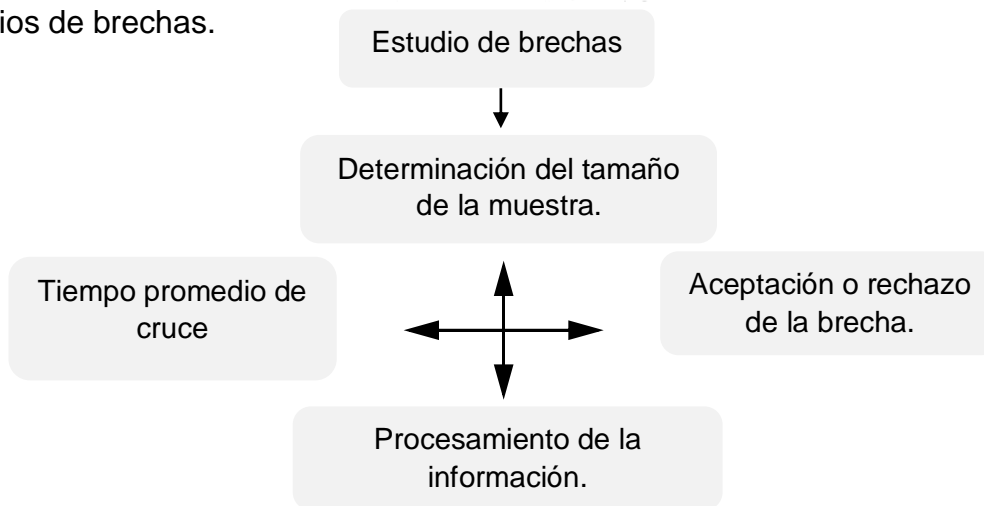 de brechas.
Estudio de brechas
Determinación del tamaño
de la muestra.
Tiempo promedio de
cruce
Aceptación o rechazo
de la brecha.
Procesamiento de la
información.